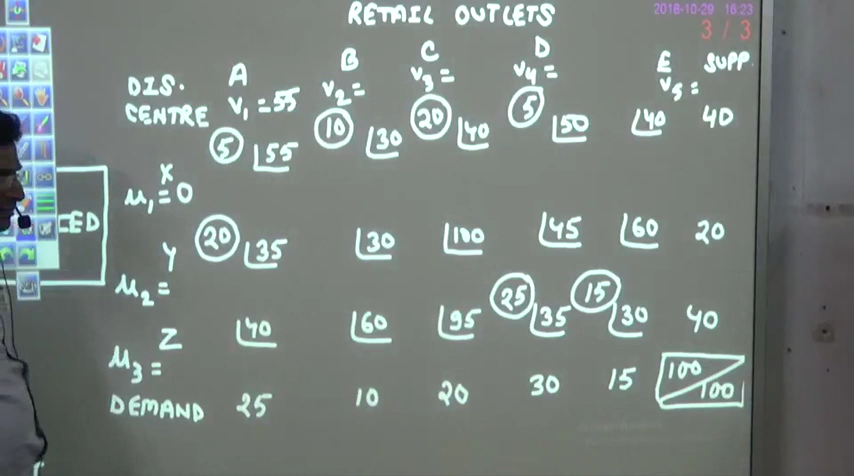 2018-10-29 16:23
3 / 3
RETAIL OUTLETS
DIS. CENTRE A B C D E SUPP.
V1 = 55 V2 = V3 = V4 = V5 =
X 5 55 10 30 20 40 5 50 40 40
u1 = 0
Y 20 35 30 100 45 60 20
u2 =
Z 40 60 95 25 35 15 30 40
u3 =
DEMAND 25 10 20 30 15 100/100